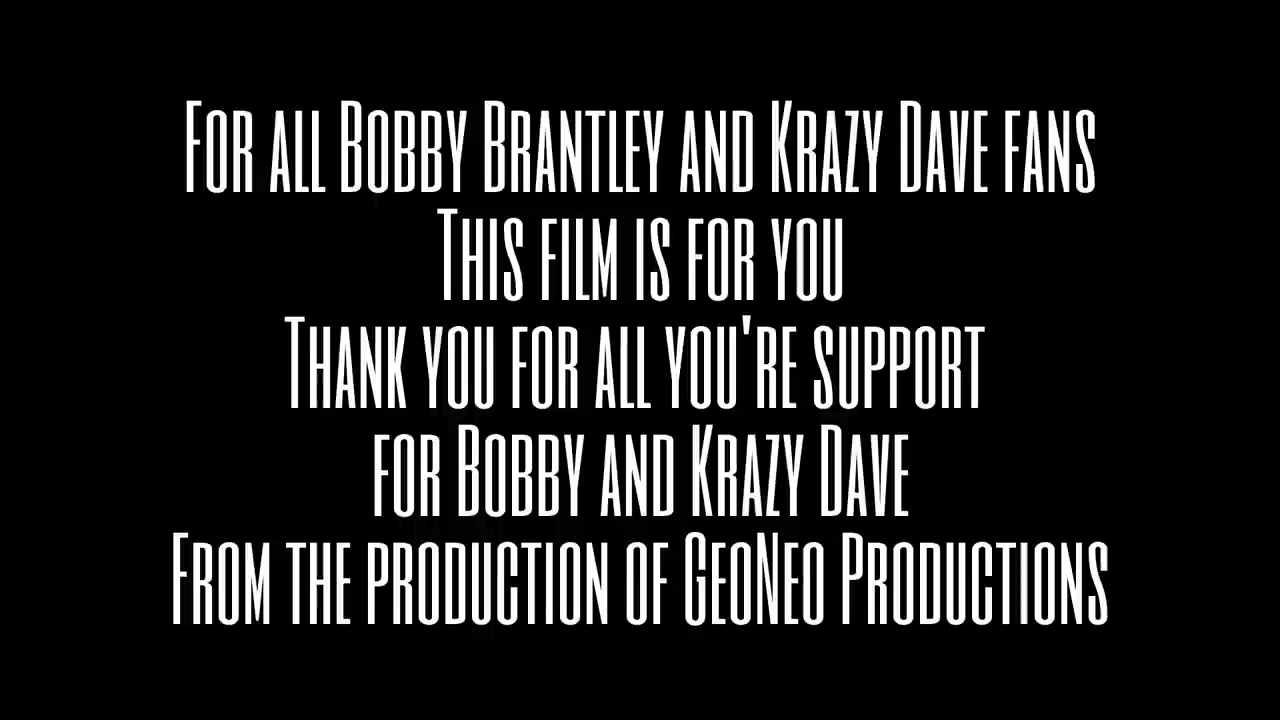 For all Bobby Brantley and Krazy Dave fans
This film is for you
Thank you for all you're support
for Bobby and Krazy Dave
From the production of GeoNeo Productions